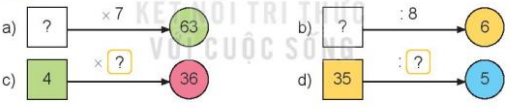 KẾT NỐI TRI THỨC
VỚI CUỘC SỐNG
a) ? × 7 63
b) ? : 8 6
c) 4 × ? 36
d) 35 : ? 5